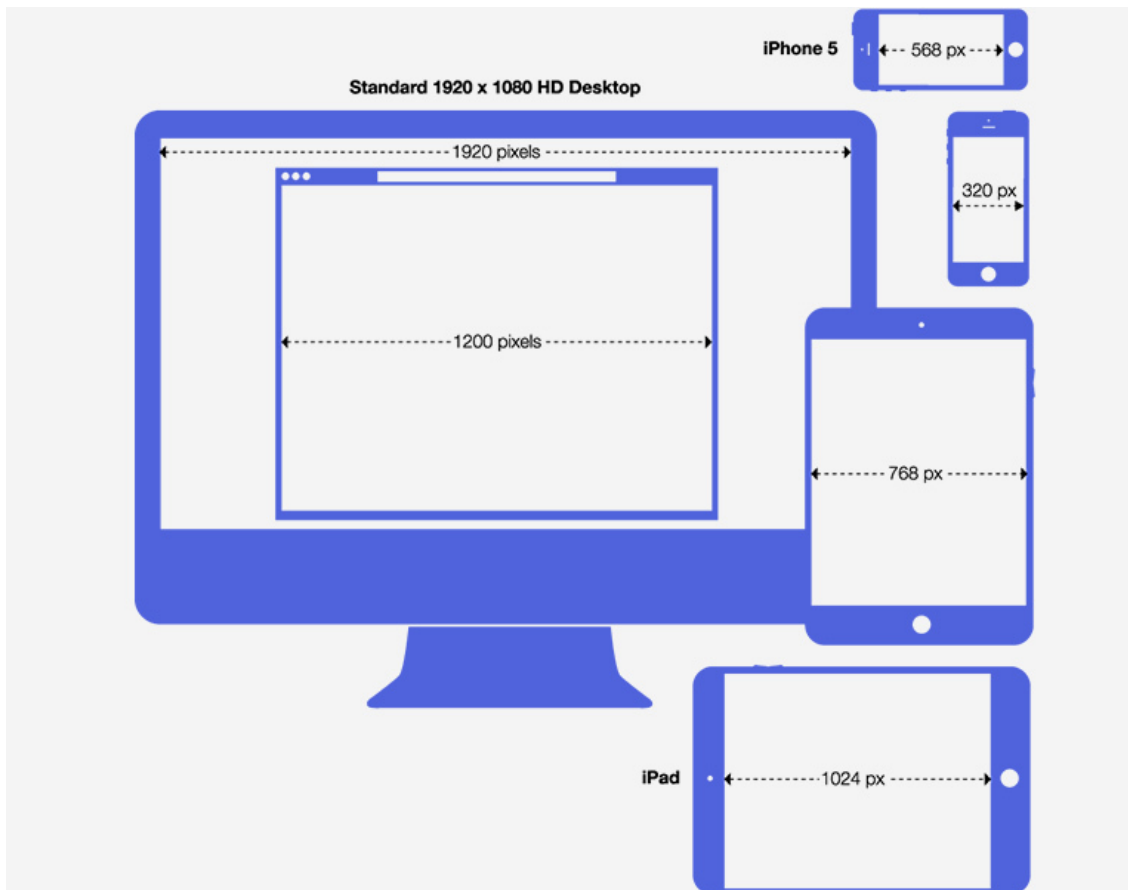 iPhone 5
568 px
Standard 1920 x 1080 HD Desktop
1920 pixels
320 px
1200 pixels
768 px
iPad
1024 px